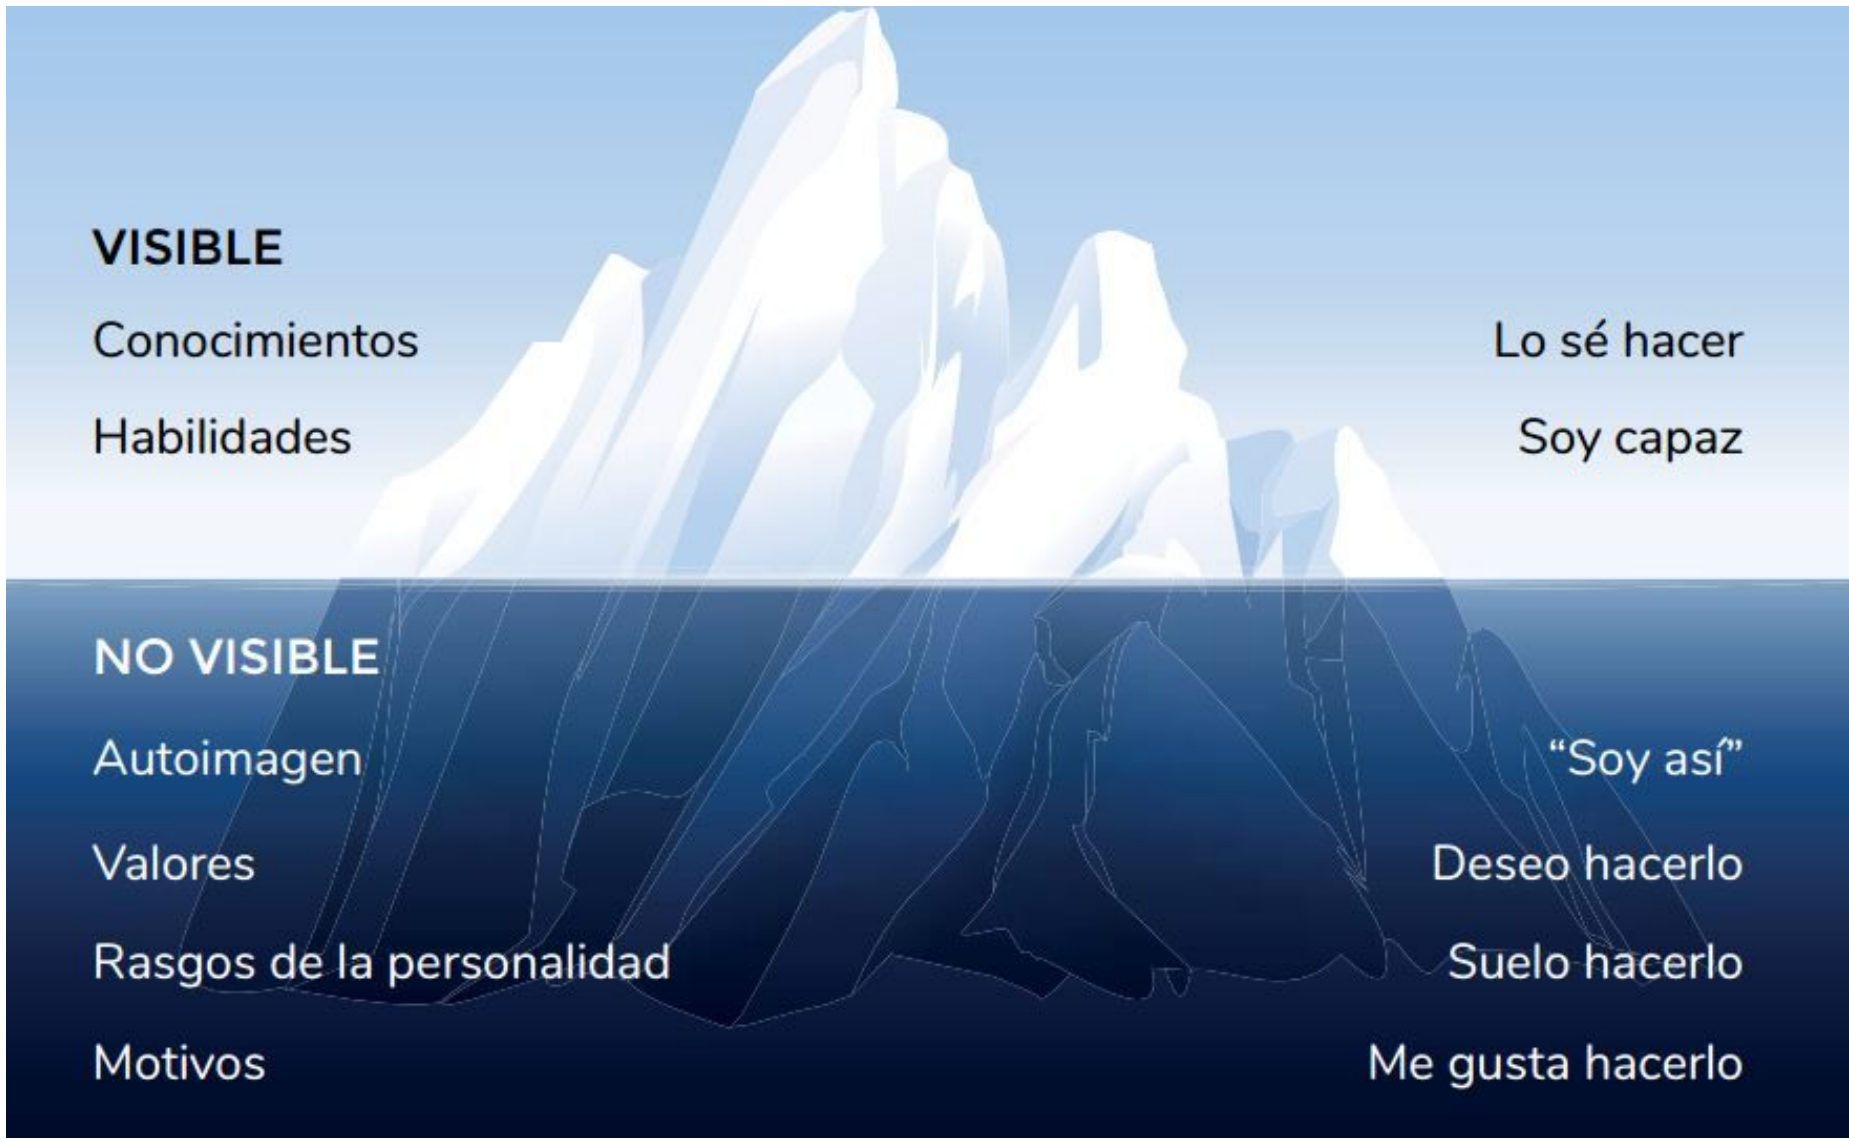 VISIBLE
Conocimientos Lo sé hacer
Habilidades Soy capaz
NO VISIBLE
Autoimagen “Soy así”
Valores Deseo hacerlo
Rasgos de la personalidad Suelo hacerlo
Motivos Me gusta hacerlo